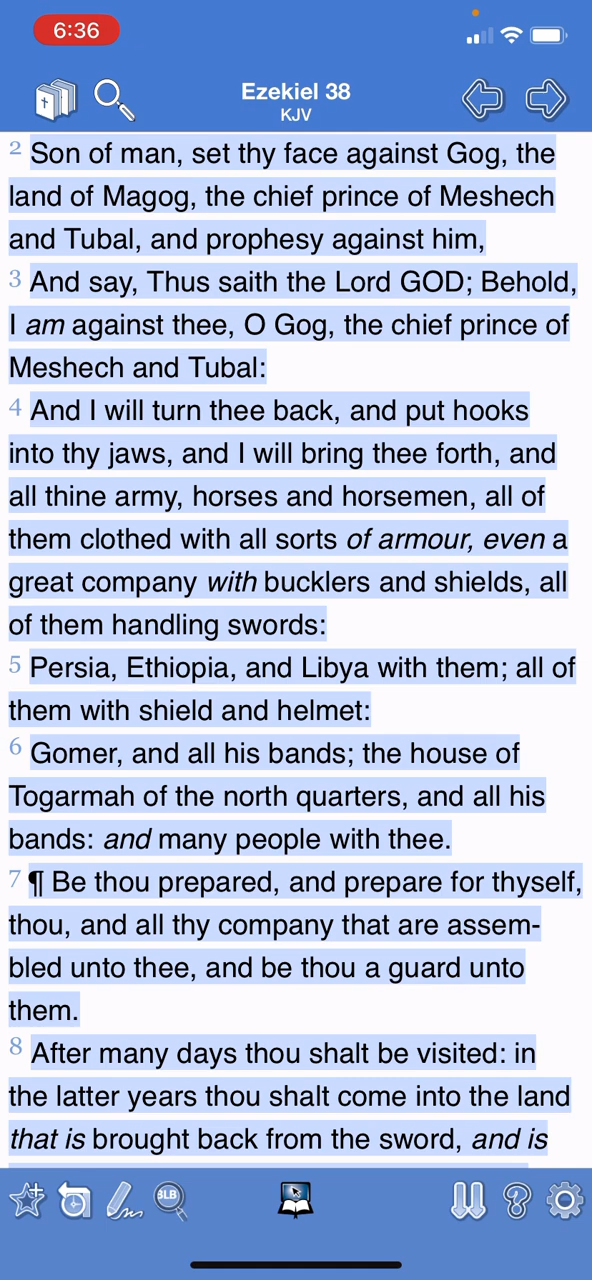 6:36
Ezekiel 38
KJV
2 Son of man, set thy face against Gog, the
land of Magog, the chief prince of Meshech
and Tubal, and prophesy against him,
3 And say, Thus saith the Lord GOD; Behold,
I am against thee, O Gog, the chief prince of
Meshech and Tubal:
4 And I will turn thee back, and put hooks
into thy jaws, and I will bring thee forth, and
all thine army, horses and horsemen, all of
them clothed with all sorts of armour, even a
great company with bucklers and shields, all
of them handling swords:
5 Persia, Ethiopia, and Libya with them; all of
them with shield and helmet:
6 Gomer, and all his bands; the house of
Togarmah of the north quarters, and all his
bands: and many people with thee.
7 ¶ Be thou prepared, and prepare for thyself,
thou, and all thy company that are assem-
bled unto thee, and be thou a guard unto
them.
8 After many days thou shalt be visited: in
the latter years thou shalt come into the land
that is brought back from the sword, and is
BLB